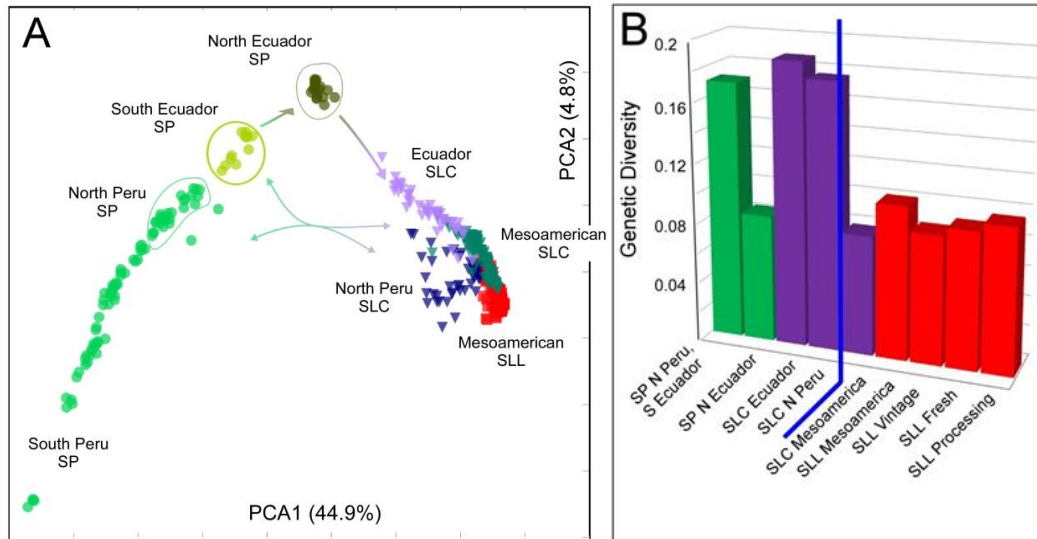 A
North Ecuador
SP
South Ecuador
SP
North Peru
SP
South Peru
SP
Ecuador
SLC
Mesoamerican
SLC
North Peru
SLC
Mesoamerican
SLL
PCA1 (44.9%)
PCA2 (4.8%)
B
Genetic Diversity
0.2
0.16
0.12
0.08
0.04
SP N Peru,
S Ecuador
SP N Ecuador
SLC Ecuador
SLC N Peru
SLC Mesoamerica
SLL Mesoamerica
SLL Vintage
SLL Fresh
SLL Processing